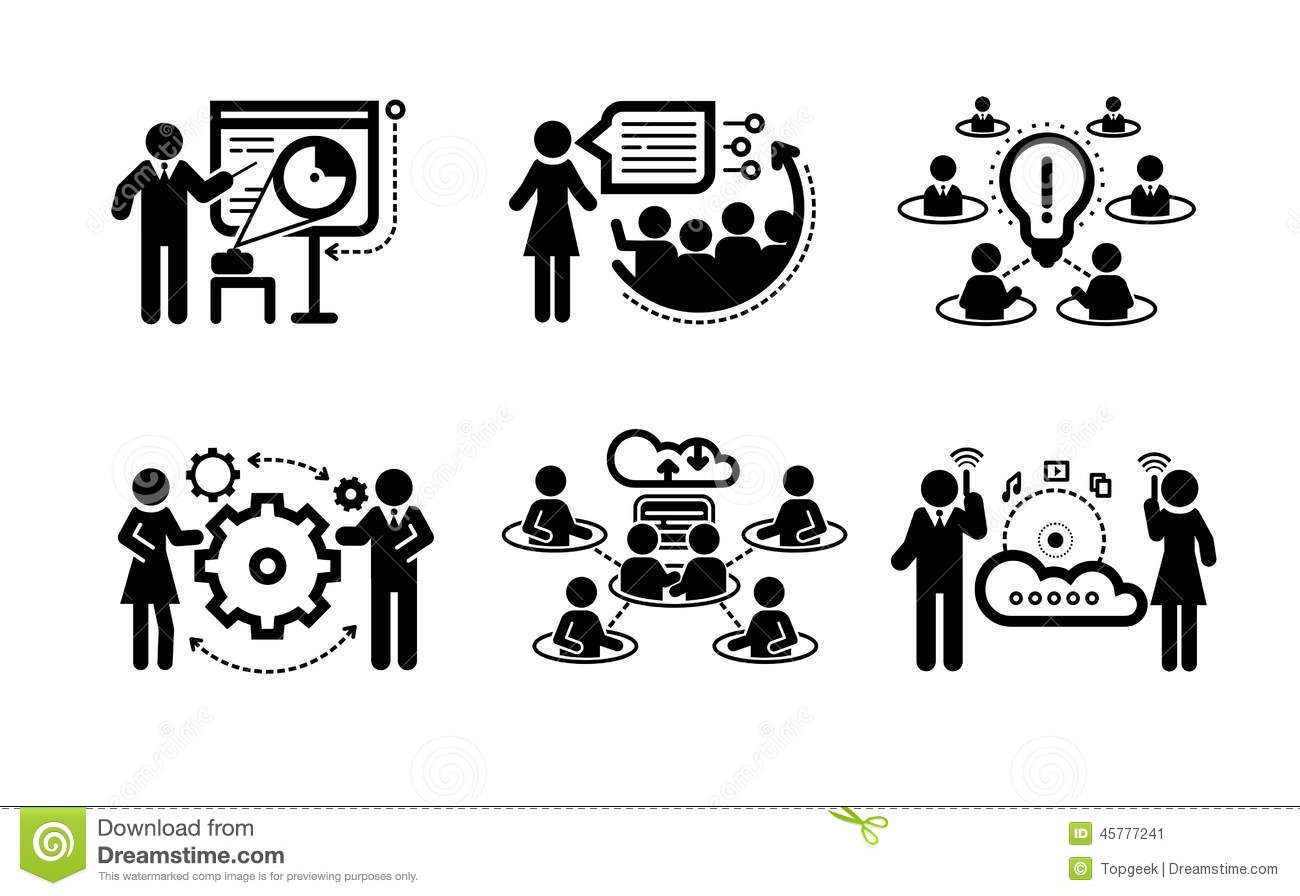 Download from
Dreamstime.com
This watermarked comp image is for previewing purposes only.
ID 45777241
© Topgeek | Dreamstime.com